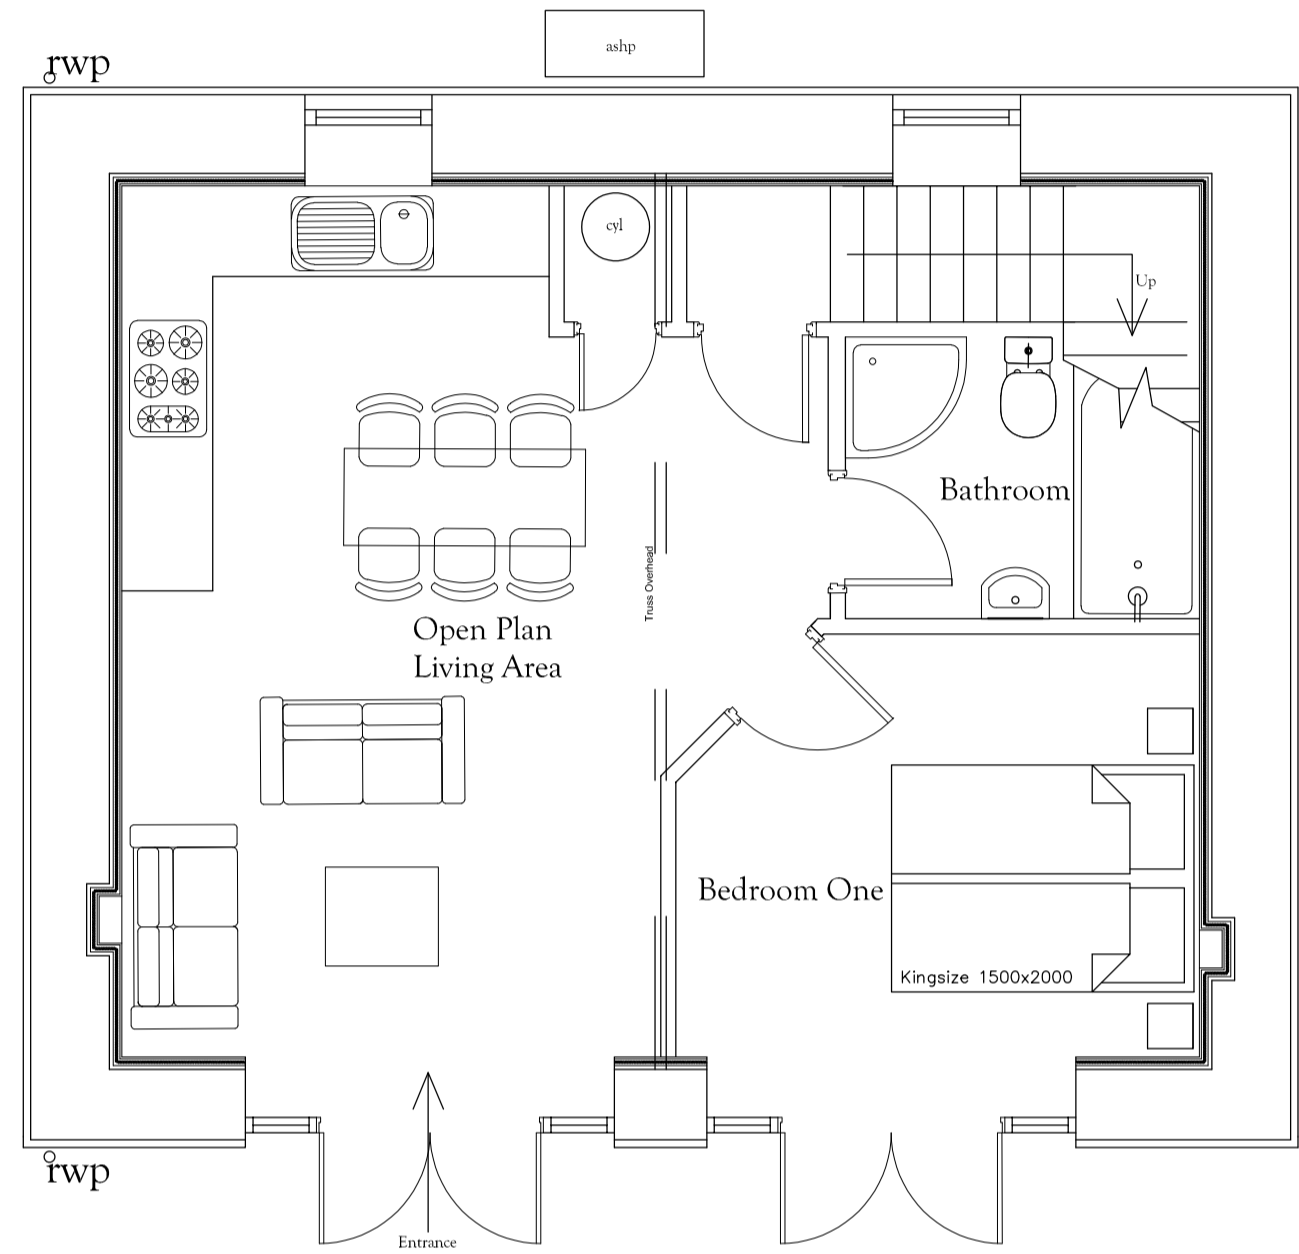 ashp
rwp
cyl
Up
Bathroom
Truss Overhead
Open Plan
Living Area
Bedroom One
Kingsize 1500x2000
rwp
Entrance